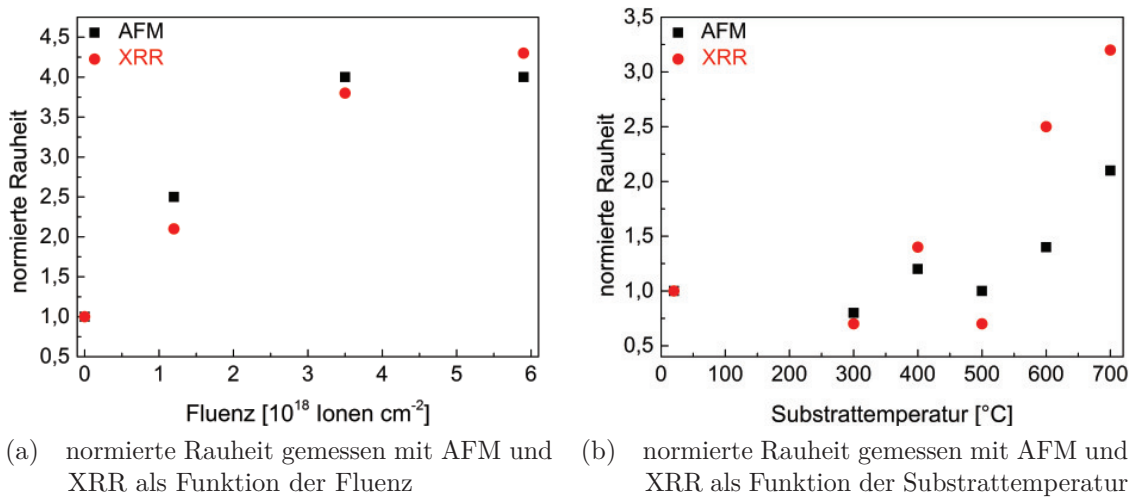 AFM
XRR
4,5
4,0
3,5
3,0
2,5
2,0
1,5
1,0
0,5
normierte Rauheit
0 1 2 3 4 5 6
Fluenz [10¹⁸ Ionen cm⁻²]
(a) normierte Rauheit gemessen mit AFM und
XRR als Funktion der Fluenz
AFM
XRR
3,5
3,0
2,5
2,0
1,5
1,0
0,5
normierte Rauheit
0 100 200 300 400 500 600 700
Substrattemperatur [°C]
(b) normierte Rauheit gemessen mit AFM und
XRR als Funktion der Substrattemperatur